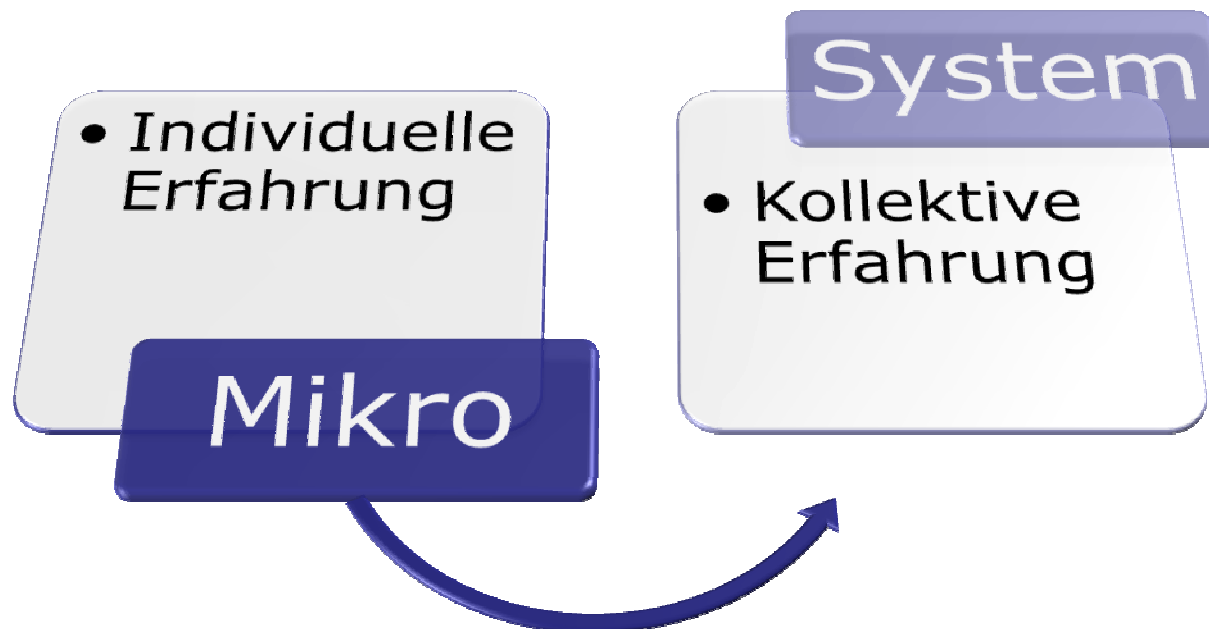 • Individuelle
Erfahrung
Mikro
System
• Kollektive
Erfahrung